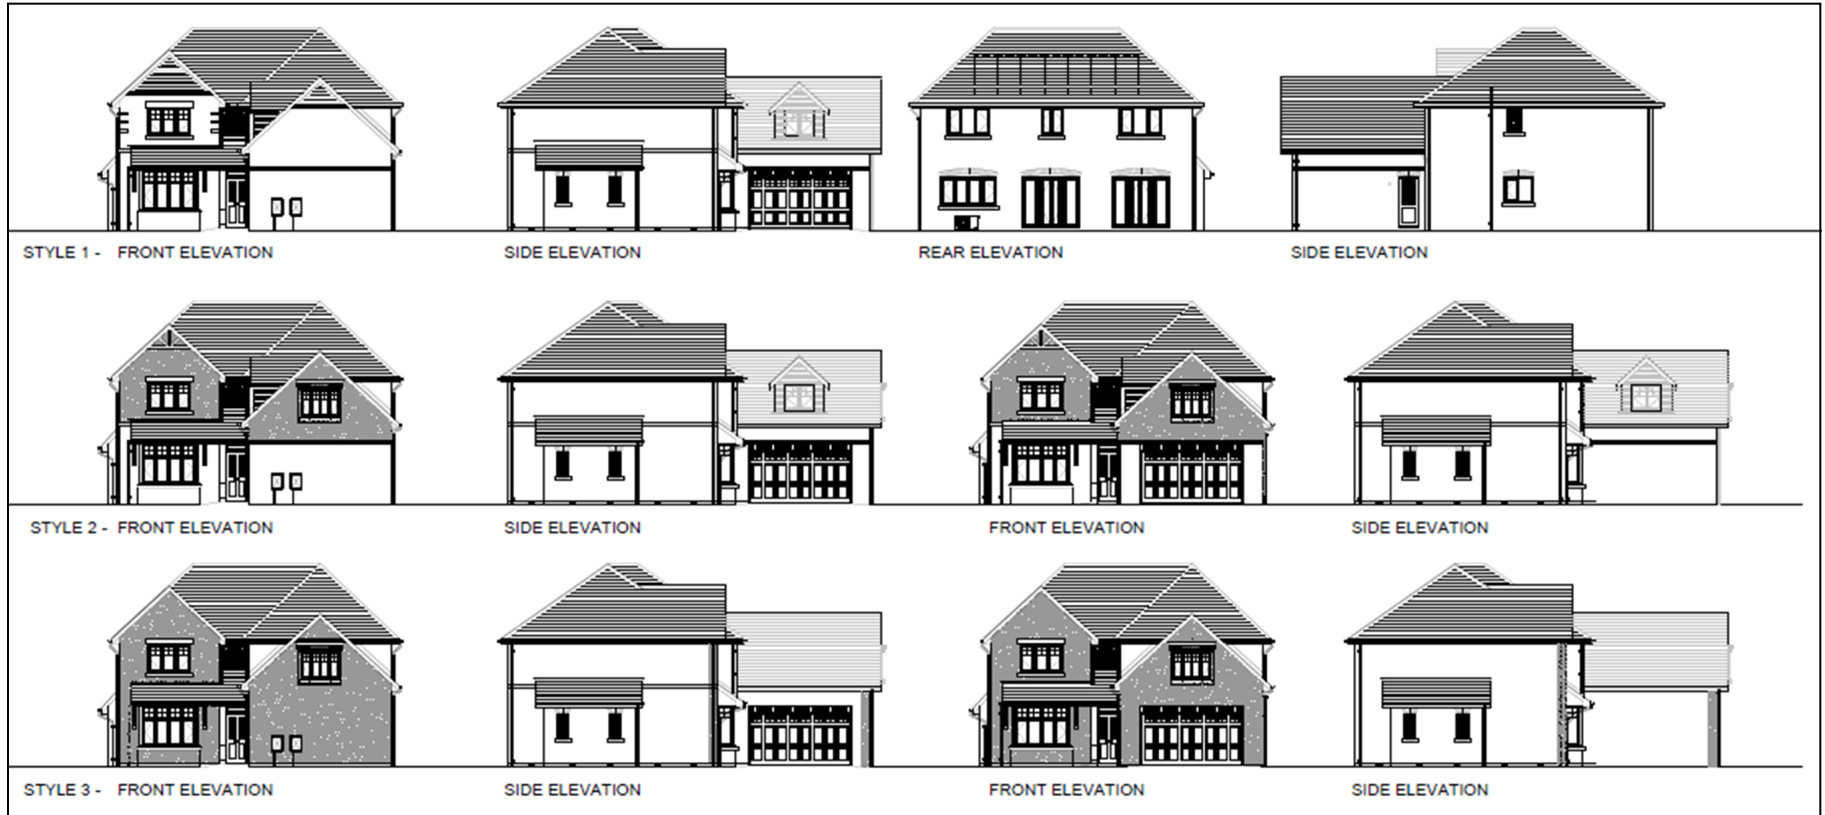 STYLE 1 - FRONT ELEVATION SIDE ELEVATION REAR ELEVATION SIDE ELEVATION
STYLE 2 - FRONT ELEVATION SIDE ELEVATION FRONT ELEVATION SIDE ELEVATION
STYLE 3 - FRONT ELEVATION SIDE ELEVATION FRONT ELEVATION SIDE ELEVATION